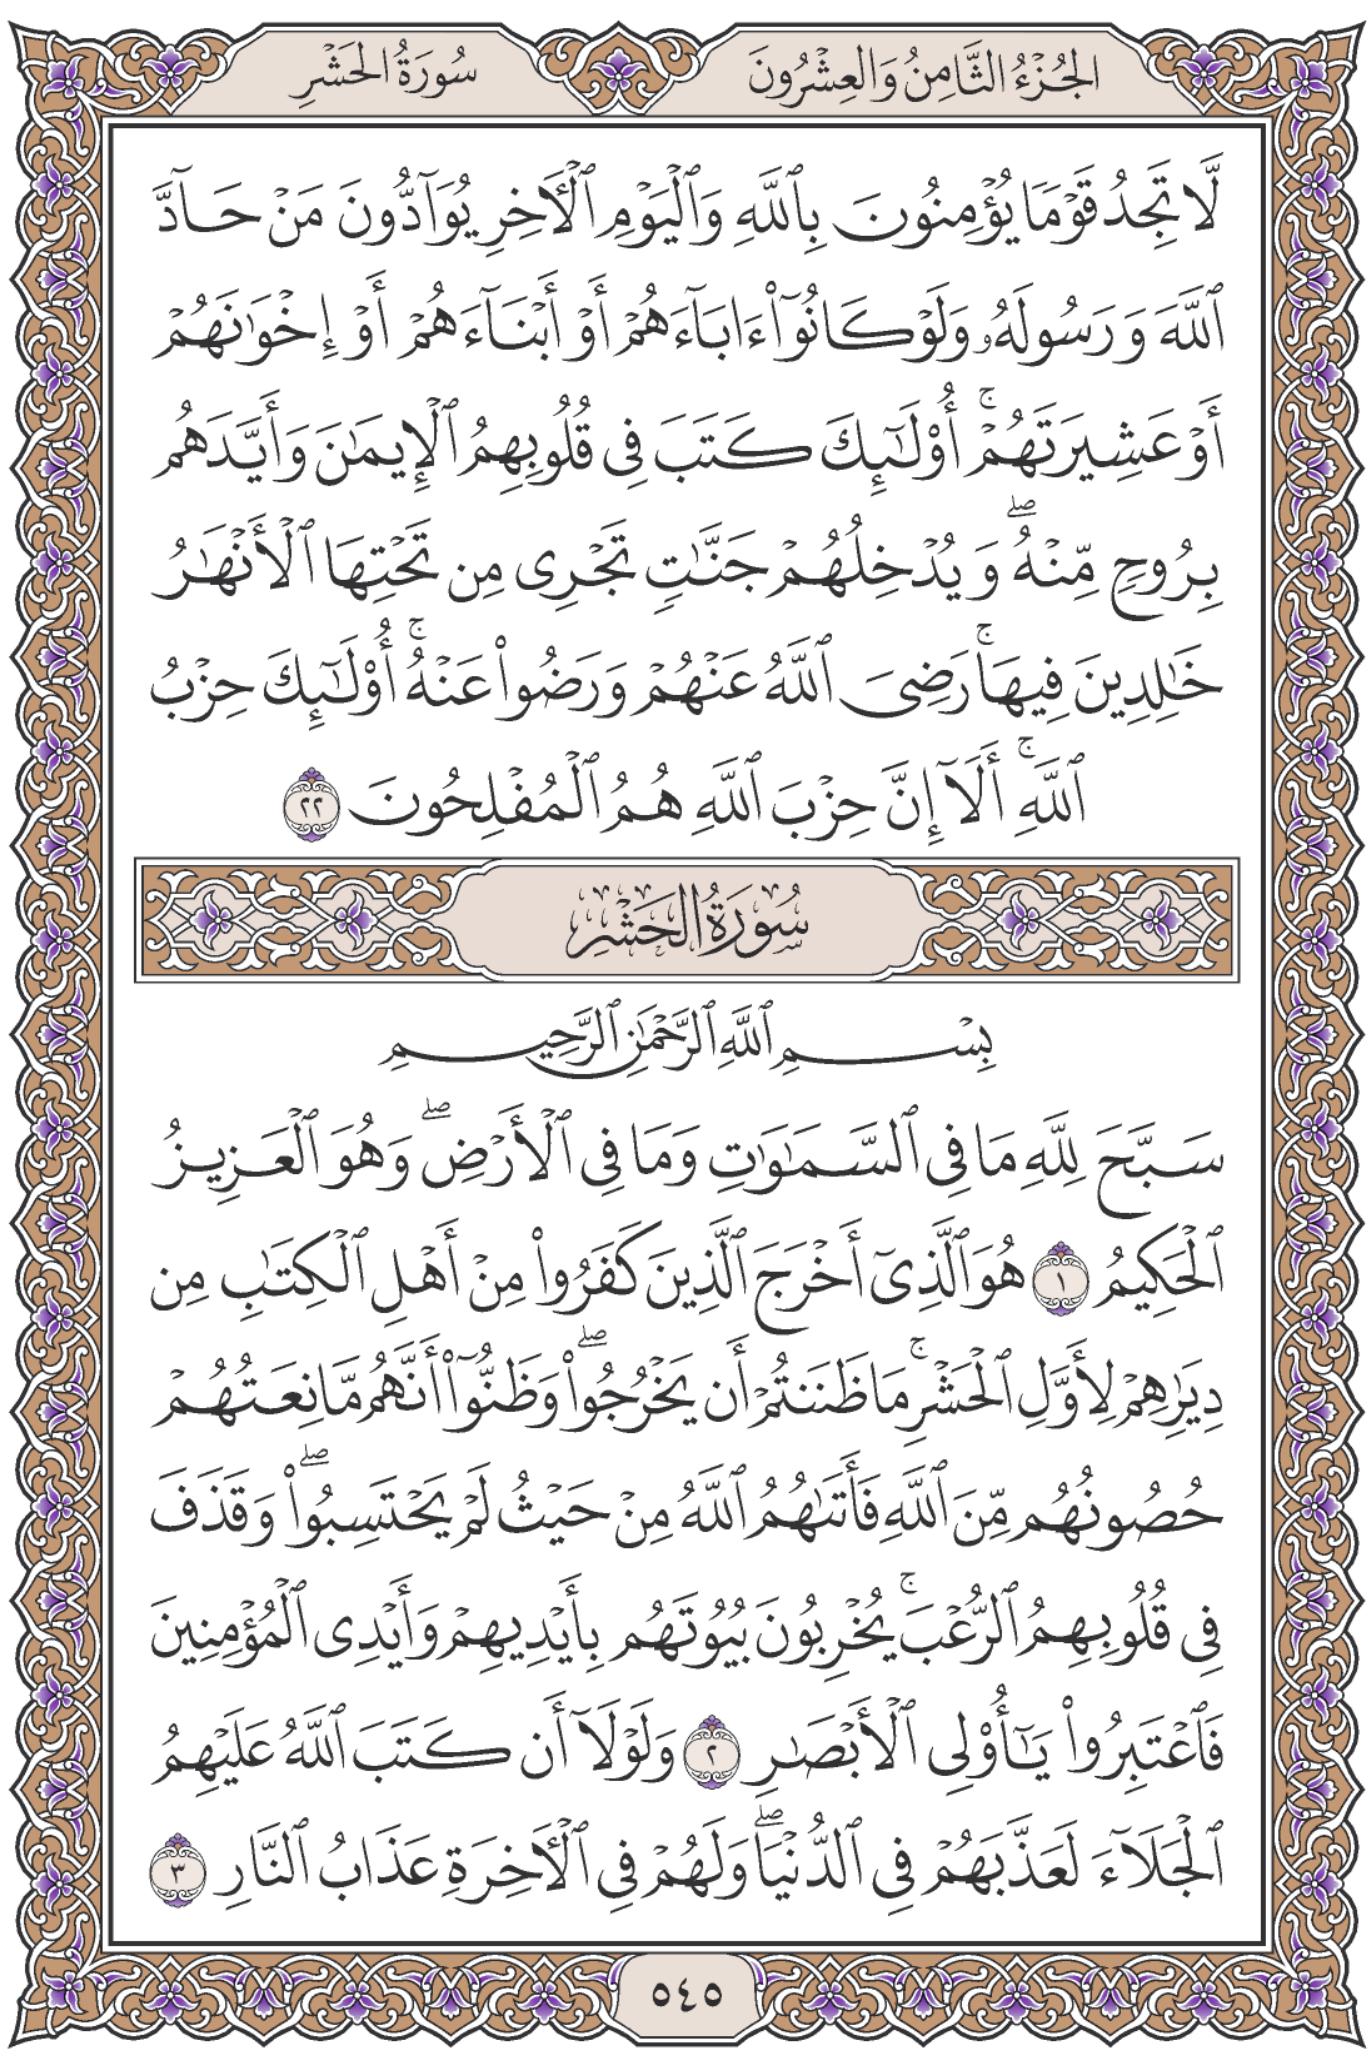 الجُزْءُ الثَّامِنُ وَالعِشْرُونَ
سُورَةُ الحَشْرِ
لَّا تَجِدُ قَوْمًا يُؤْمِنُونَ بِٱللَّهِ وَٱلْيَوْمِ ٱلْأٓخِرِ يُوَآدُّونَ مَنْ حَآدَّ
ٱللَّهَ وَرَسُولَهُۥ وَلَوْ كَانُوٓا۟ ءَابَآءَهُمْ أَوْ أَبْنَآءَهُمْ أَوْ إِخْوَٰنَهُمْ
أَوْ عَشِيرَتَهُمْ ۚ أُو۟لَـٰٓئِكَ كَتَبَ فِى قُلُوبِهِمُ ٱلْإِيمَـٰنَ وَأَيَّدَهُم
بِرُوحٍ مِّنْهُ ۖ وَيُدْخِلُهُمْ جَنَّـٰتٍ تَجْرِى مِن تَحْتِهَا ٱلْأَنْهَـٰرُ
خَـٰلِدِينَ فِيهَا ۚ رَضِىَ ٱللَّهُ عَنْهُمْ وَرَضُوا۟ عَنْهُ ۚ أُو۟لَـٰٓئِكَ حِزْبُ
ٱللَّهِ ۚ أَلَآ إِنَّ حِزْبَ ٱللَّهِ هُمُ ٱلْمُفْلِحُونَ ٢٢
سُورَةُ الحَشْرِ
بِسْمِ ٱللَّهِ ٱلرَّحْمَـٰنِ ٱلرَّحِيمِ
سَبَّحَ لِلَّهِ مَا فِى ٱلسَّمَـٰوَٰتِ وَمَا فِى ٱلْأَرْضِ ۖ وَهُوَ ٱلْعَزِيزُ
ٱلْحَكِيمُ ١ هُوَ ٱلَّذِىٓ أَخْرَجَ ٱلَّذِينَ كَفَرُوا۟ مِنْ أَهْلِ ٱلْكِتَـٰبِ مِن
دِيَـٰرِهِمْ لِأَوَّلِ ٱلْحَشْرِ ۚ مَا ظَنَنتُمْ أَن يَخْرُجُوا۟ ۖ وَظَنُّوٓا۟ أَنَّهُم مَّانِعَتُهُمْ
حُصُونُهُم مِّنَ ٱللَّهِ فَأَتَىٰهُمُ ٱللَّهُ مِنْ حَيْثُ لَمْ يَحْتَسِبُوا۟ ۖ وَقَذَفَ
فِى قُلُوبِهِمُ ٱلرُّعْبَ ۚ يُخْرِبُونَ بُيُوتَهُم بِأَيْدِيهِمْ وَأَيْدِى ٱلْمُؤْمِنِينَ
فَٱعْتَبِرُوا۟ يَـٰٓأُو۟لِى ٱلْأَبْصَـٰرِ ٢ وَلَوْلَآ أَن كَتَبَ ٱللَّهُ عَلَيْهِمُ
ٱلْجَلَآءَ لَعَذَّبَهُمْ فِى ٱلدُّنْيَا ۖ وَلَهُمْ فِى ٱلْأٓخِرَةِ عَذَابُ ٱلنَّارِ ٣
٥٤٥